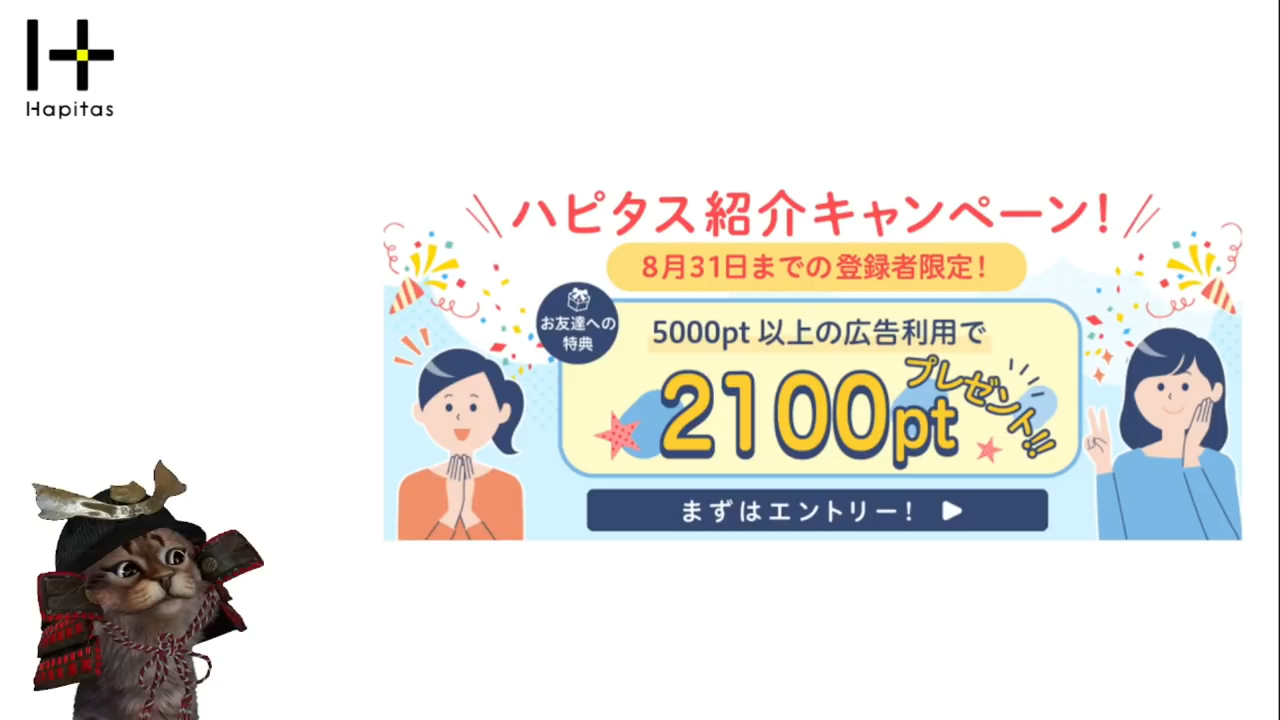 Hapitas
ハピタス紹介キャンペーン!
8月31日までの登録者限定!
お友達への
特典
5000pt 以上の広告利用で
2100pt
プレゼント!!
まずはエントリー! ▶